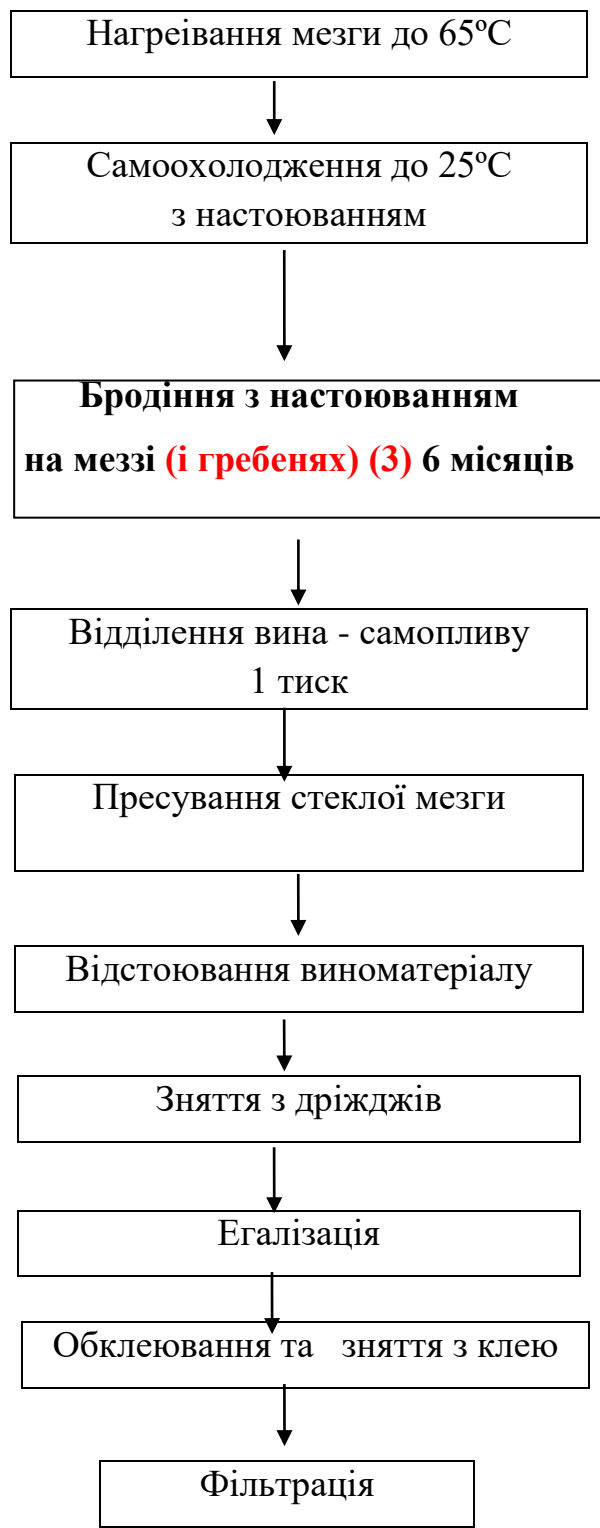 Нагреівання мезги до 65ºС
Самоохолодження до 25ºС
з настоюванням
Бродіння з настоюванням
на меззі (і гребенях) (3) 6 місяців
Відділення вина - самопливу
1 тиск
Пресування стеклої мезги
Відстоювання виноматеріалу
Зняття з дріжджів
Егалізація
Обклеювання та зняття з клею
Фільтрація